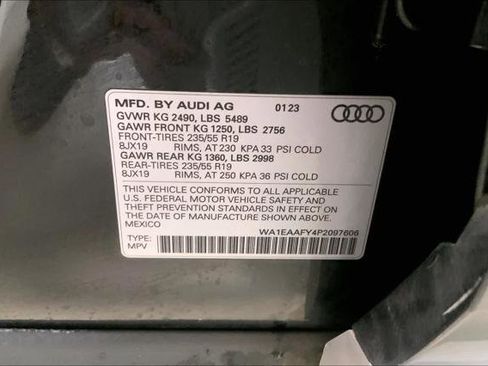 MFD. BY AUDI AG 0123
GVWR KG 2490, LBS 5489
GAWR FRONT KG 1250, LBS 2756
FRONT-TIRES 235/55 R19
8JX19 RIMS, AT 230 KPA 33 PSI COLD
GAWR REAR KG 1360, LBS 2998
REAR-TIRES 235/55 R19
8JX19 RIMS, AT 250 KPA 36 PSI COLD
THIS VEHICLE CONFORMS TO ALL APPLICABLE
U.S. FEDERAL MOTOR VEHICLE SAFETY AND
THEFT PREVENTION STANDARDS IN EFFECT ON
THE DATE OF MANUFACTURE SHOWN ABOVE.
MEXICO WA1EAAFY4P2097606
TYPE:
MPV